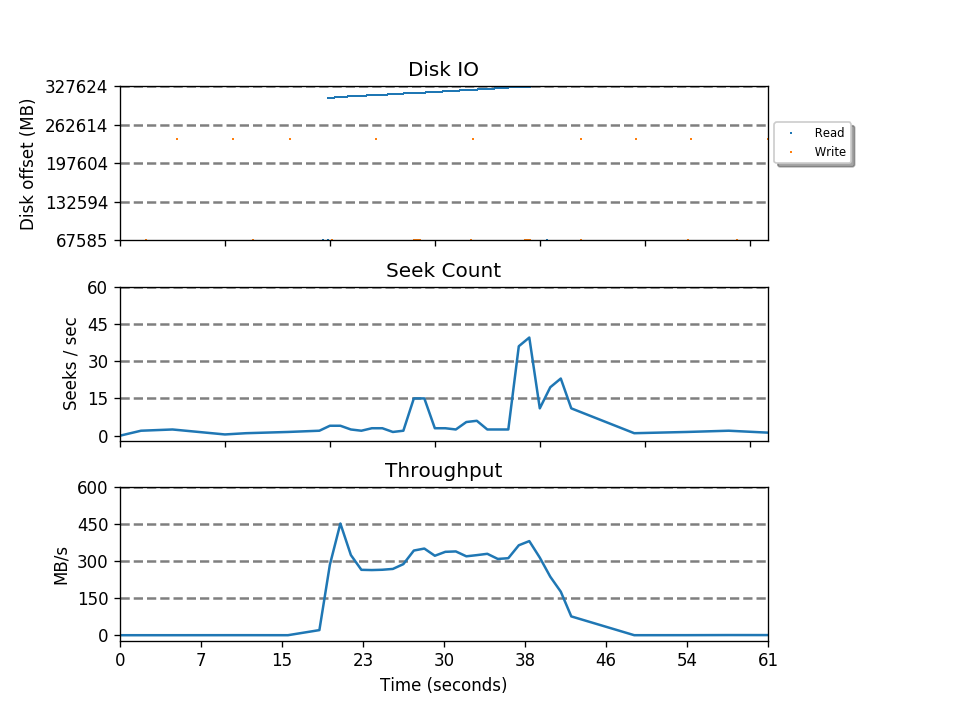 Disk IO
327624
262614
197604
132594
67585
Disk offset (MB)
Read
Write
Seek Count
60
45
30
15
0
Seeks / sec
Throughput
600
450
300
150
0
MB/s
0 7 15 23 30 38 46 54 61
Time (seconds)